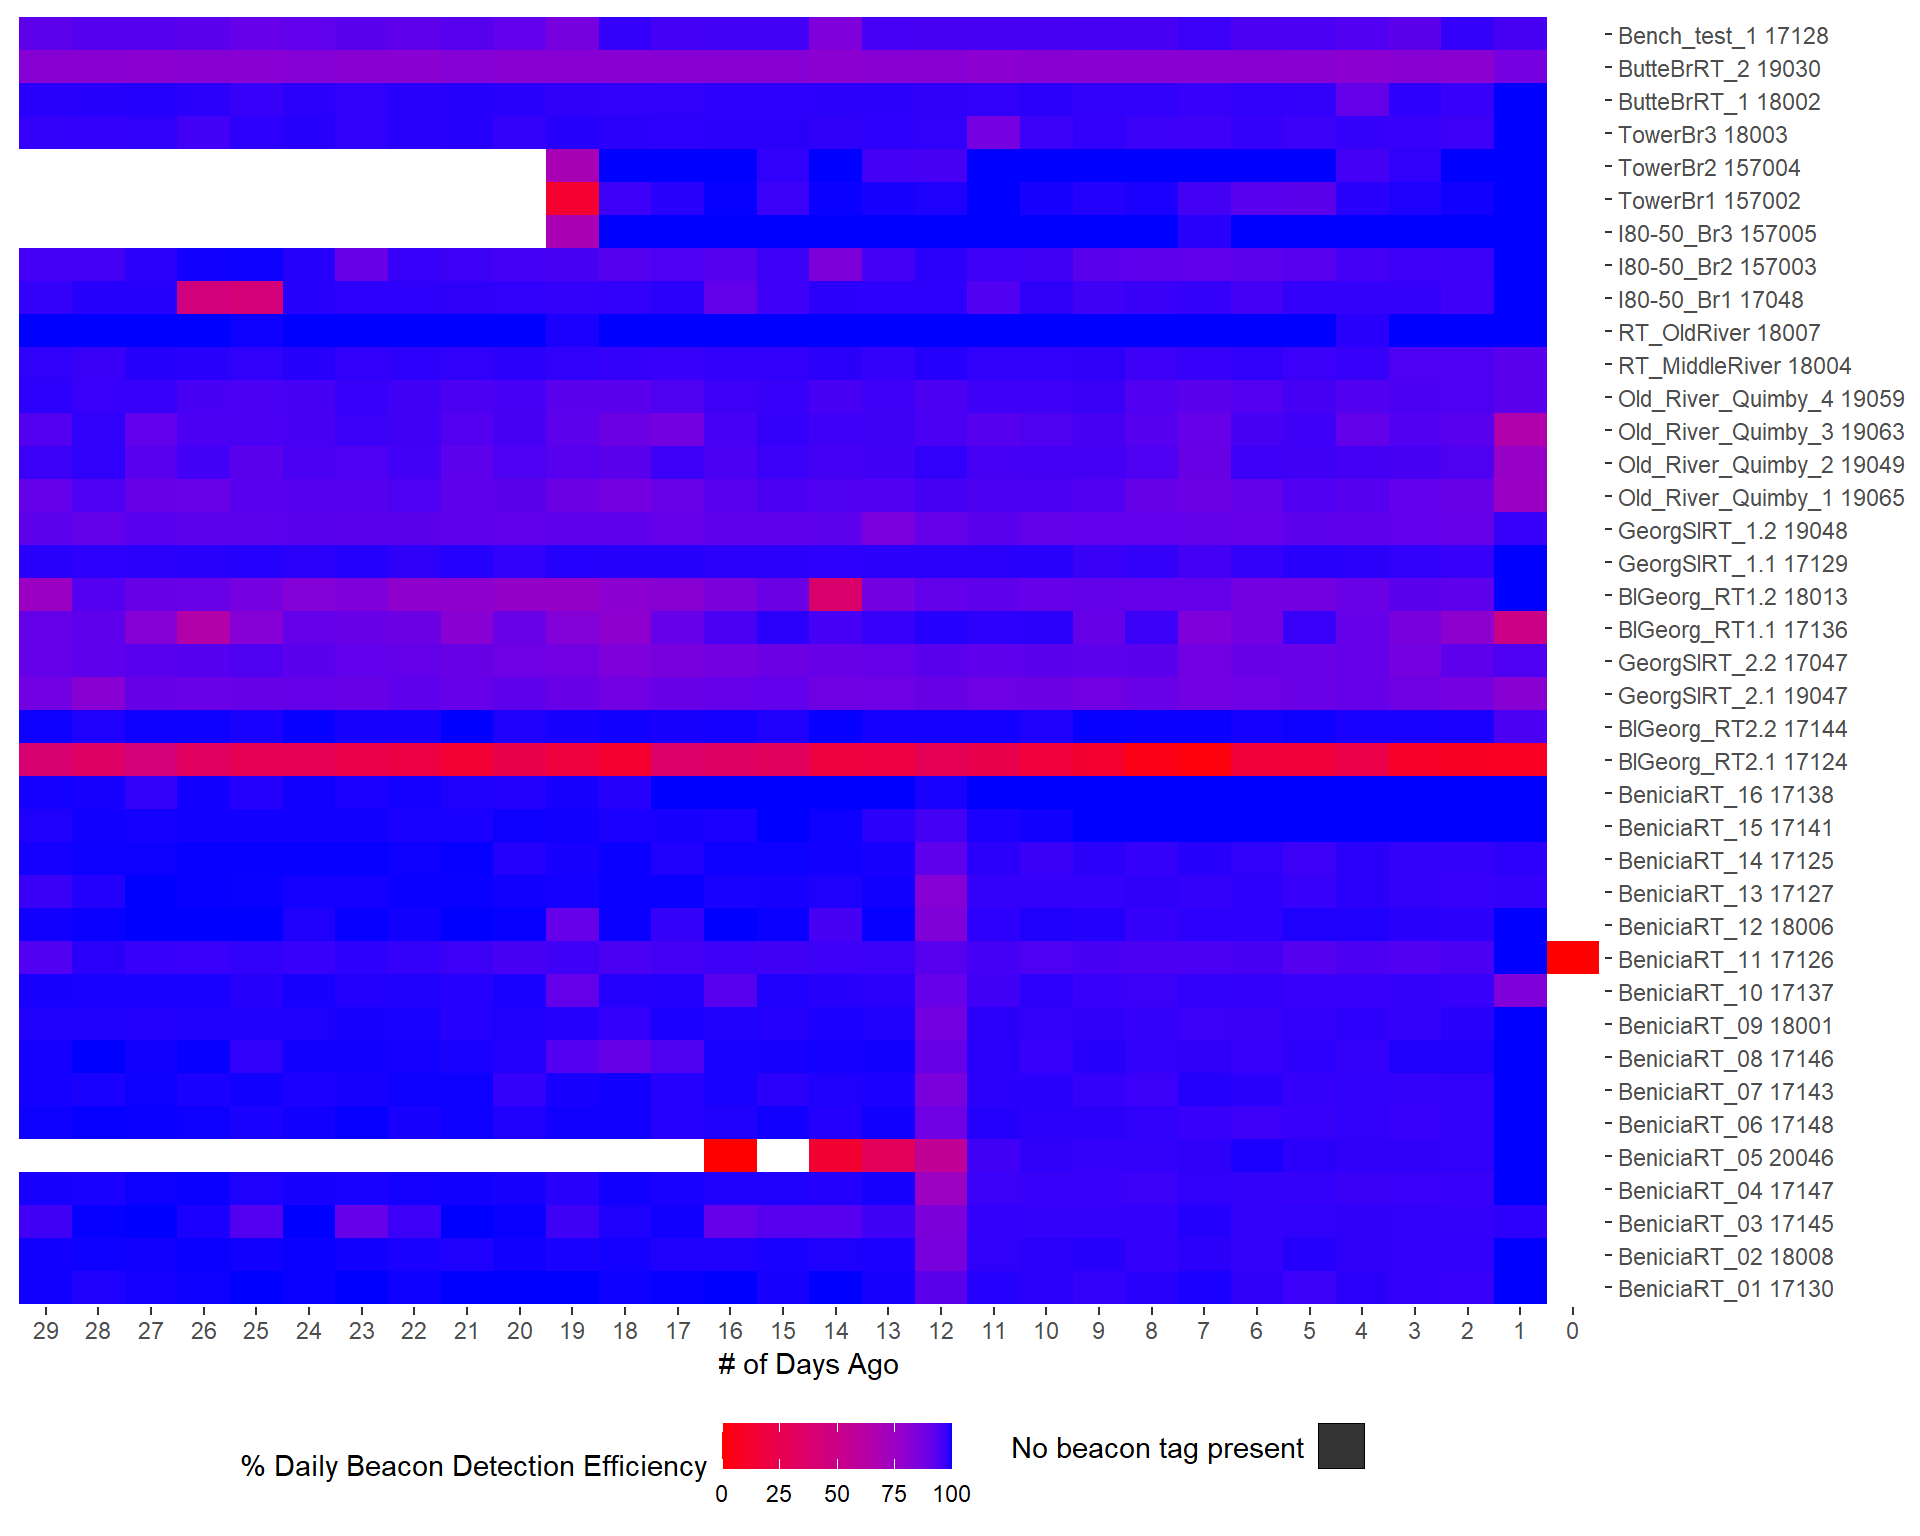 Bench_test_1 17128
ButteBrRT_2 19030
ButteBrRT_1 18002
TowerBr3 18003
TowerBr2 157004
TowerBr1 157002
I80-50_Br3 157005
I80-50_Br2 157003
I80-50_Br1 17048
RT_OldRiver 18007
RT_MiddleRiver 18004
Old_River_Quimby_4 19059
Old_River_Quimby_3 19063
Old_River_Quimby_2 19049
Old_River_Quimby_1 19065
GeorgSlRT_1.2 19048
GeorgSlRT_1.1 17129
BlGeorg_RT1.2 18013
BlGeorg_RT1.1 17136
GeorgSlRT_2.2 17047
GeorgSlRT_2.1 19047
BlGeorg_RT2.2 17144
BlGeorg_RT2.1 17124
BeniciaRT_16 17138
BeniciaRT_15 17141
BeniciaRT_14 17125
BeniciaRT_13 17127
BeniciaRT_12 18006
BeniciaRT_11 17126
BeniciaRT_10 17137
BeniciaRT_09 18001
BeniciaRT_08 17146
BeniciaRT_07 17143
BeniciaRT_06 17148
BeniciaRT_05 20046
BeniciaRT_04 17147
BeniciaRT_03 17145
BeniciaRT_02 18008
BeniciaRT_01 17130
29 28 27 26 25 24 23 22 21 20 19 18 17 16 15 14 13 12 11 10 9 8 7 6 5 4 3 2 1 0
# of Days Ago
% Daily Beacon Detection Efficiency
0 25 50 75 100
No beacon tag present